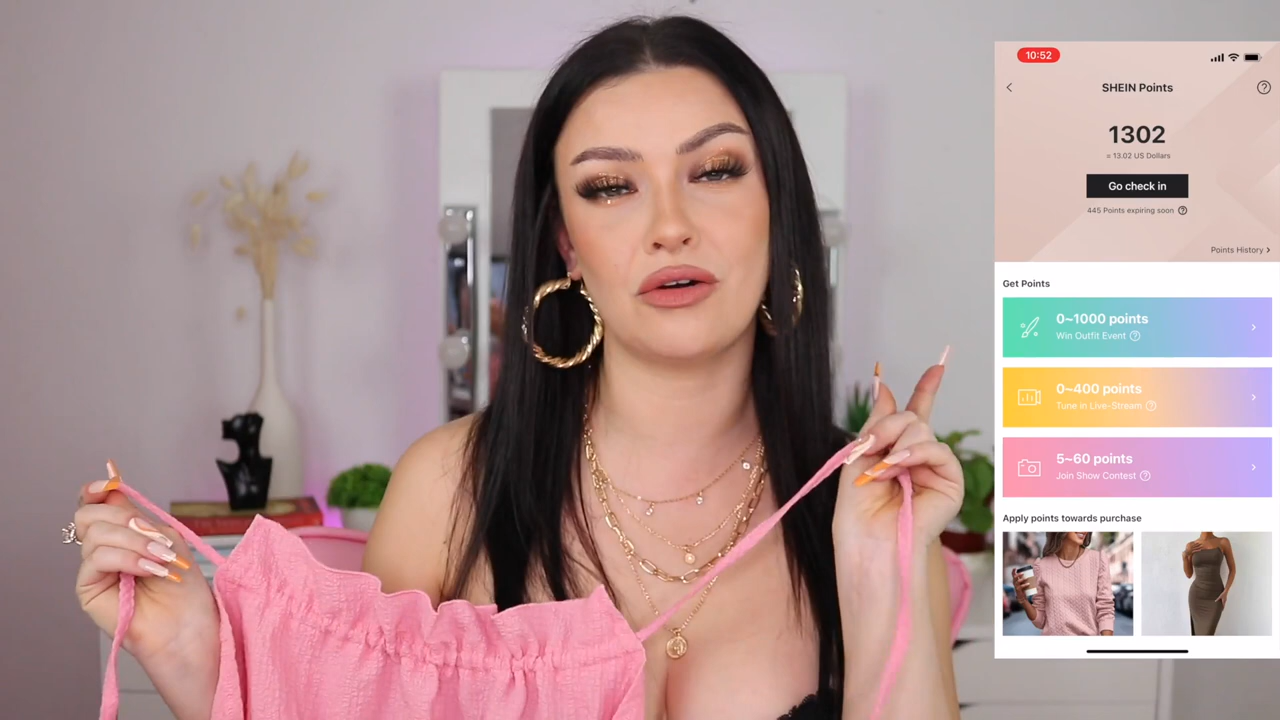 10:52
SHEIN Points
1302
= 13.02 US Dollars
Go check in
445 Points expiring soon
Points History >
Get Points
0~1000 points
Win Outfit Event
0~400 points
Tune in Live-Stream
5~60 points
Join Show Contest
Apply points towards purchase